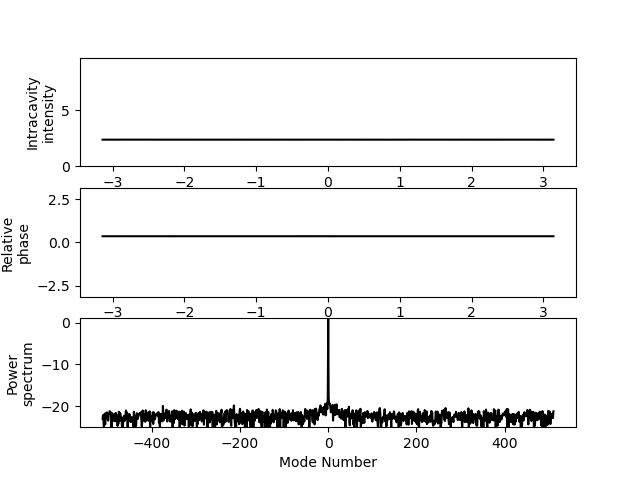 Intracavity
intensity
5
0
−3 −2 −1 0 1 2 3
Relative
phase
2.5
0.0
−2.5
−3 −2 −1 0 1 2 3
Power
spectrum
0
−10
−20
−400 −200 0 200 400
Mode Number